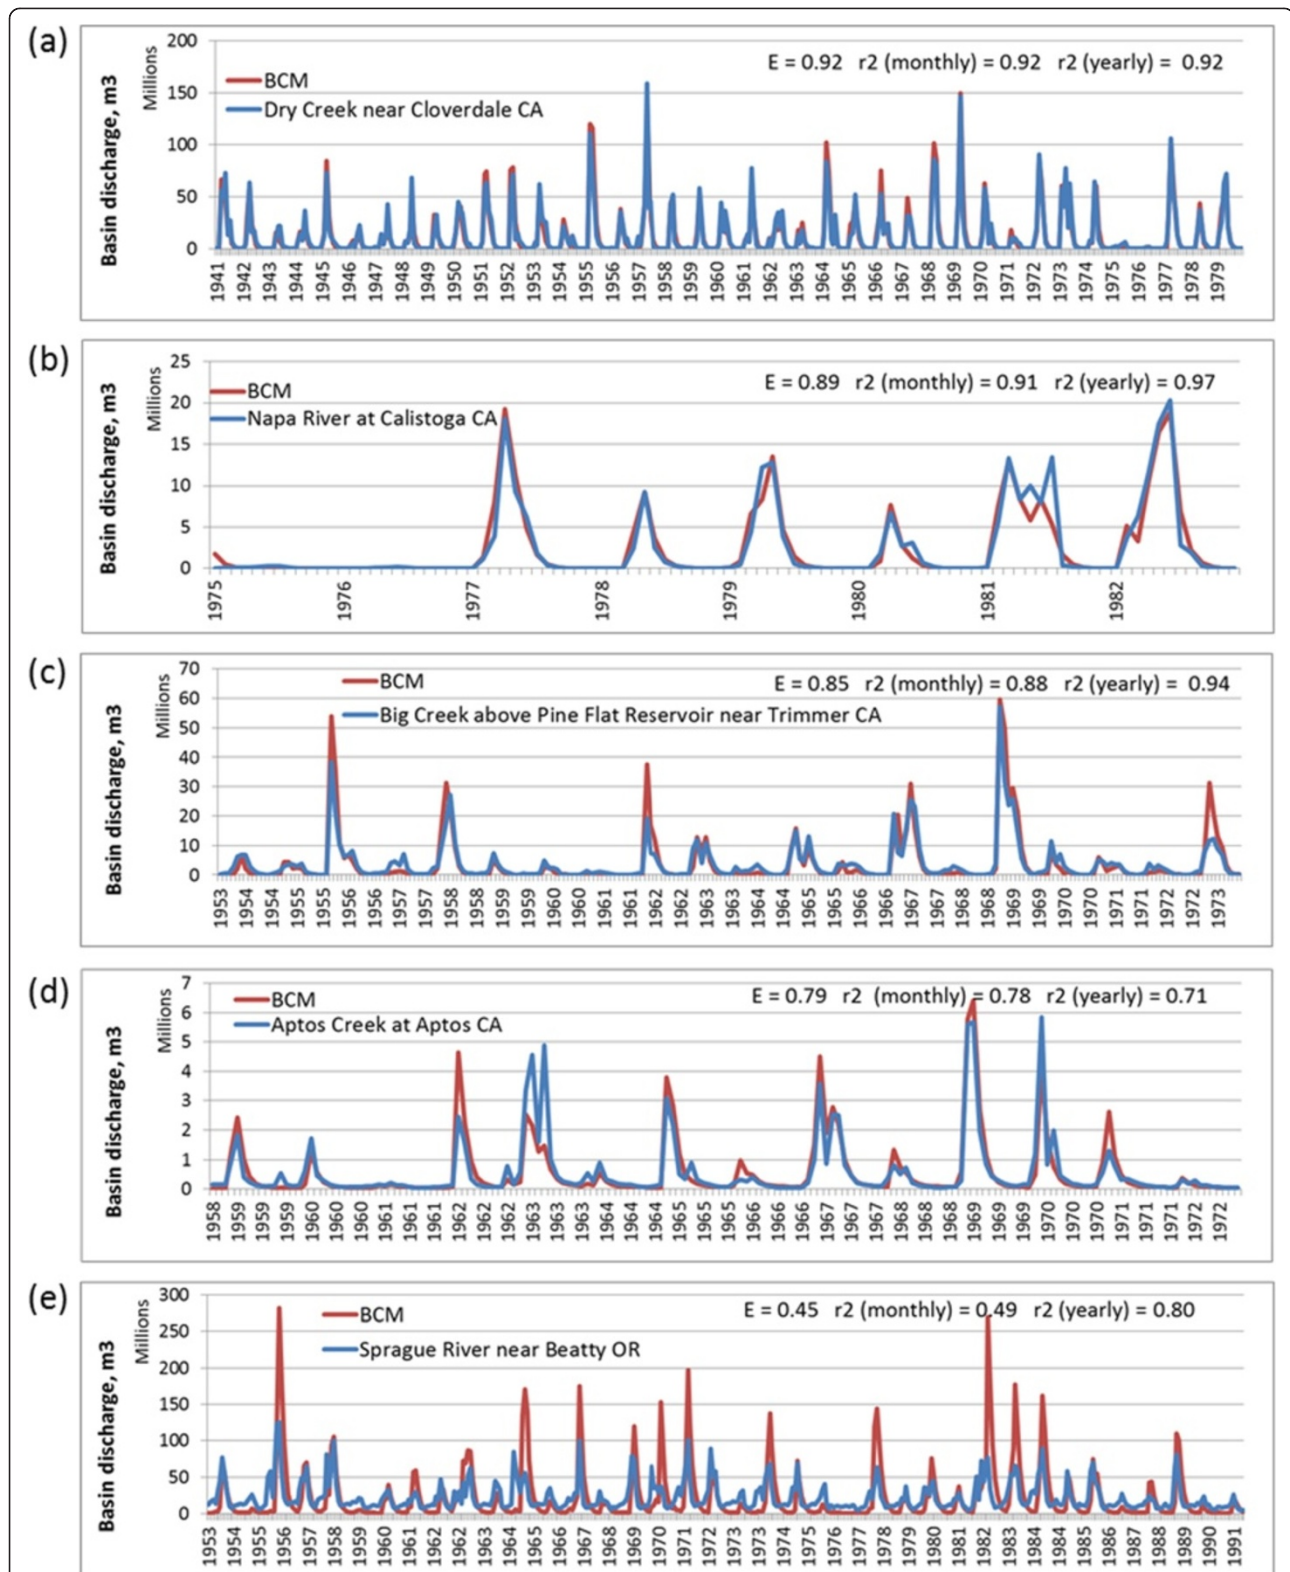 (a)
Basin discharge, m3
Millions
200
150
100
50
0
E = 0.92 r2 (monthly) = 0.92 r2 (yearly) = 0.92
BCM
Dry Creek near Cloverdale CA
1941 1942 1943 1944 1945 1946 1947 1948 1949 1950 1951 1952 1953 1954 1955 1956 1957 1958 1959 1960 1961 1962 1963 1964 1965 1966 1967 1968 1969 1970 1971 1972 1973 1974 1975 1976 1977 1978 1979
(b)
Basin discharge, m3
Millions
25
20
15
10
5
0
E = 0.89 r2 (monthly) = 0.91 r2 (yearly) = 0.97
BCM
Napa River at Calistoga CA
1975 1976 1977 1978 1979 1980 1981 1982
(c)
Basin discharge, m3
Millions
70
60
50
40
30
20
10
0
BCM
E = 0.85 r2 (monthly) = 0.88 r2 (yearly) = 0.94
Big Creek above Pine Flat Reservoir near Trimmer CA
1953 1954 1954 1955 1955 1956 1956 1957 1957 1958 1958 1959 1959 1960 1960 1961 1961 1962 1962 1963 1963 1964 1964 1965 1965 1966 1966 1967 1967 1968 1968 1969 1969 1970 1970 1971 1971 1972 1972 1973
(d)
Basin discharge, m3
Millions
7
6
5
4
3
2
1
0
E = 0.79 r2 (monthly) = 0.78 r2 (yearly) = 0.71
BCM
Aptos Creek at Aptos CA
1958 1959 1959 1959 1960 1960 1960 1961 1961 1961 1962 1962 1962 1963 1963 1964 1964 1964 1965 1965 1965 1966 1966 1966 1967 1967 1967 1968 1968 1968 1969 1969 1969 1970 1970 1970 1971 1971 1971 1972 1972
(e)
Basin discharge, m3
Millions
300
250
200
150
100
50
0
E = 0.45 r2 (monthly) = 0.49 r2 (yearly) = 0.80
BCM
Sprague River near Beatty OR
1953 1954 1955 1956 1957 1958 1959 1960 1961 1962 1962 1963 1964 1965 1966 1967 1968 1969 1970 1971 1972 1973 1973 1974 1975 1976 1977 1978 1979 1980 1981 1982 1983 1984 1985 1986 1987 1988 1989 1990 1991